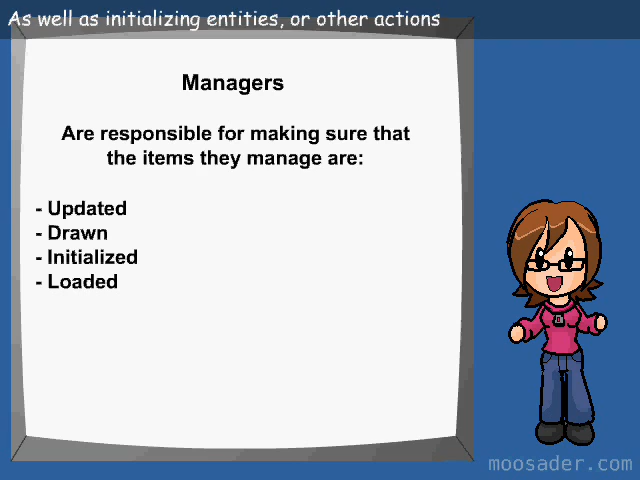 As well as initializing entities, or other actions
Managers
Are responsible for making sure that
the items they manage are:
- Updated
- Drawn
- Initialized
- Loaded
moosader.com